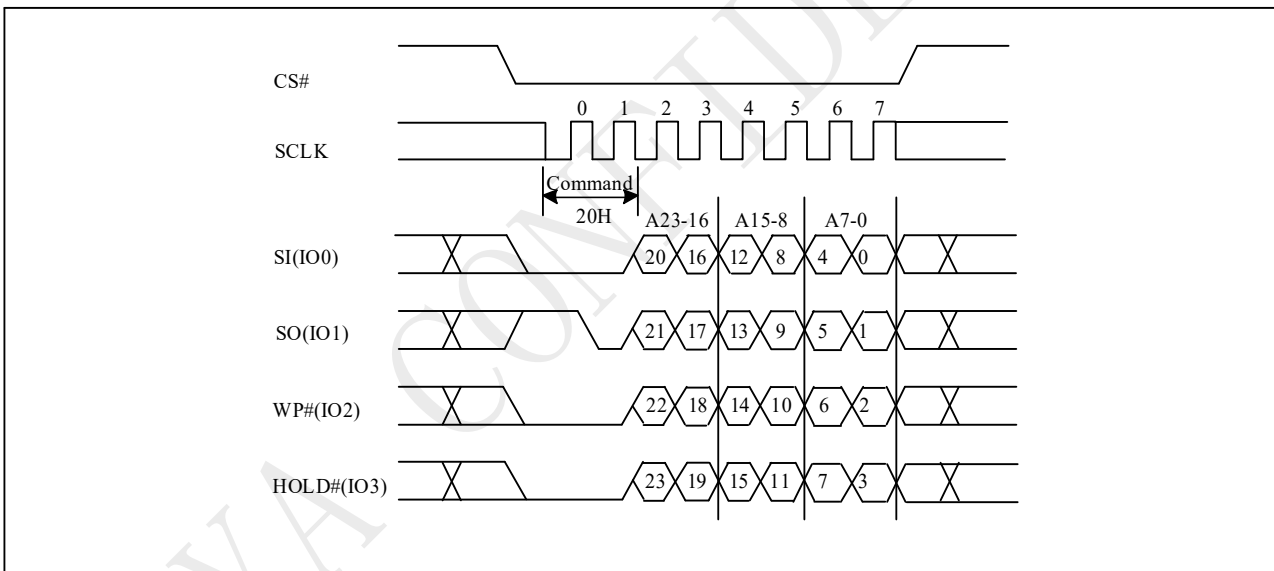 CS#
0 1 2 3 4 5 6 7
SCLK
Command
20H
A23-16 A15-8 A7-0
SI(IO0)
20 16 12 8 4 0
SO(IO1)
21 17 13 9 5 1
WP#(IO2)
22 18 14 10 6 2
HOLD#(IO3)
23 19 15 11 7 3